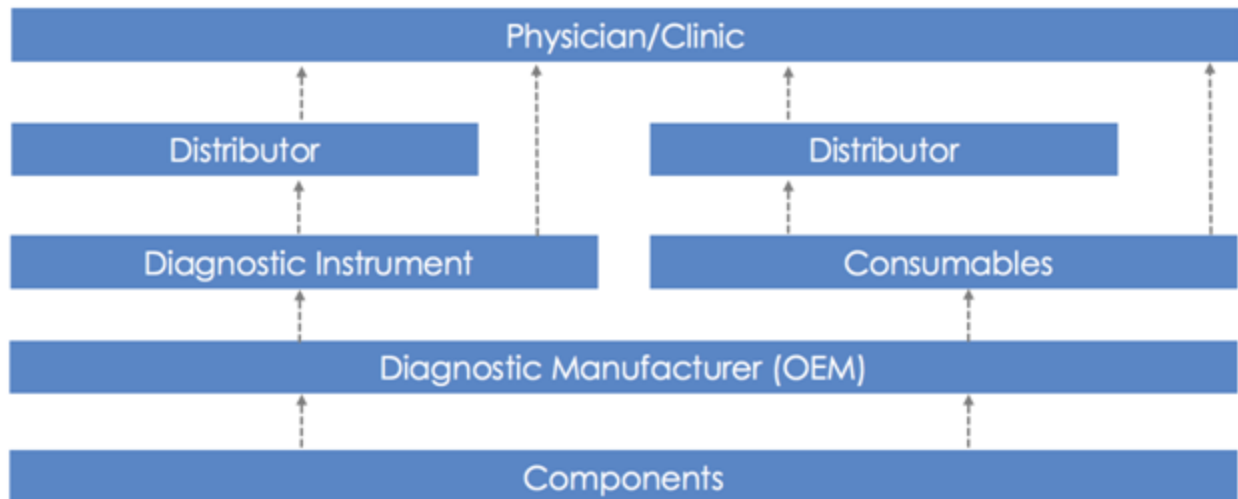 Physician/Clinic
Distributor
Distributor
Diagnostic Instrument
Consumables
Diagnostic Manufacturer (OEM)
Components